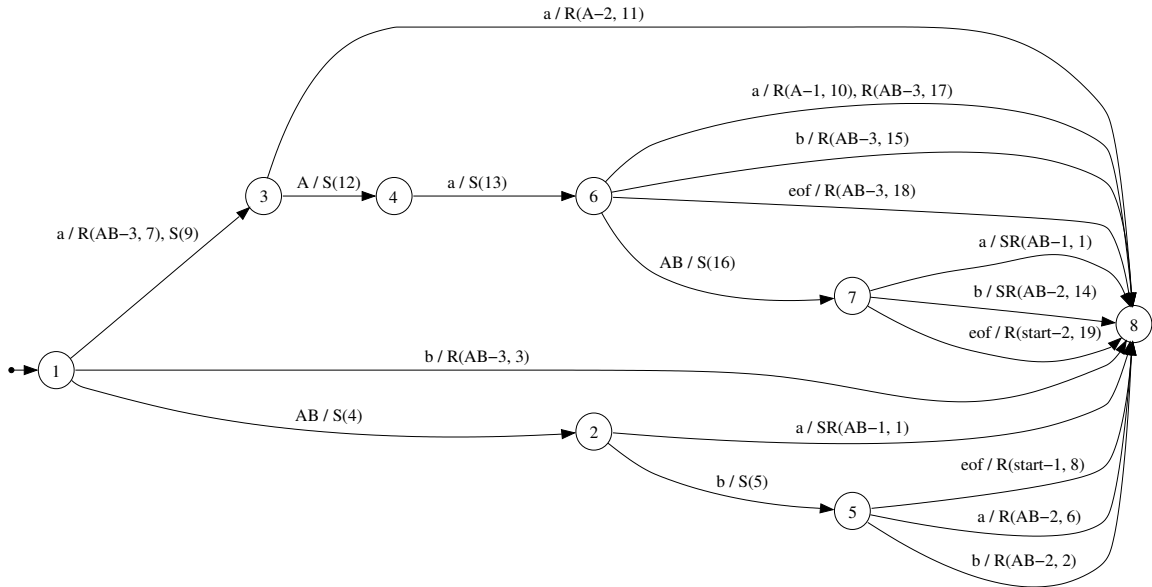 a / R(A−2, 11)
a / R(A−1, 10), R(AB−3, 17)
b / R(AB−3, 15)
3
A / S(12)
4
a / S(13)
6
eof / R(AB−3, 18)
a / R(AB−3, 7), S(9)
AB / S(16)
a / SR(AB−1, 1)
7
b / SR(AB−2, 14)
eof / R(start−2, 19)
8
1
b / R(AB−3, 3)
AB / S(4)
2
a / SR(AB−1, 1)
b / S(5)
eof / R(start−1, 8)
5
a / R(AB−2, 6)
b / R(AB−2, 2)